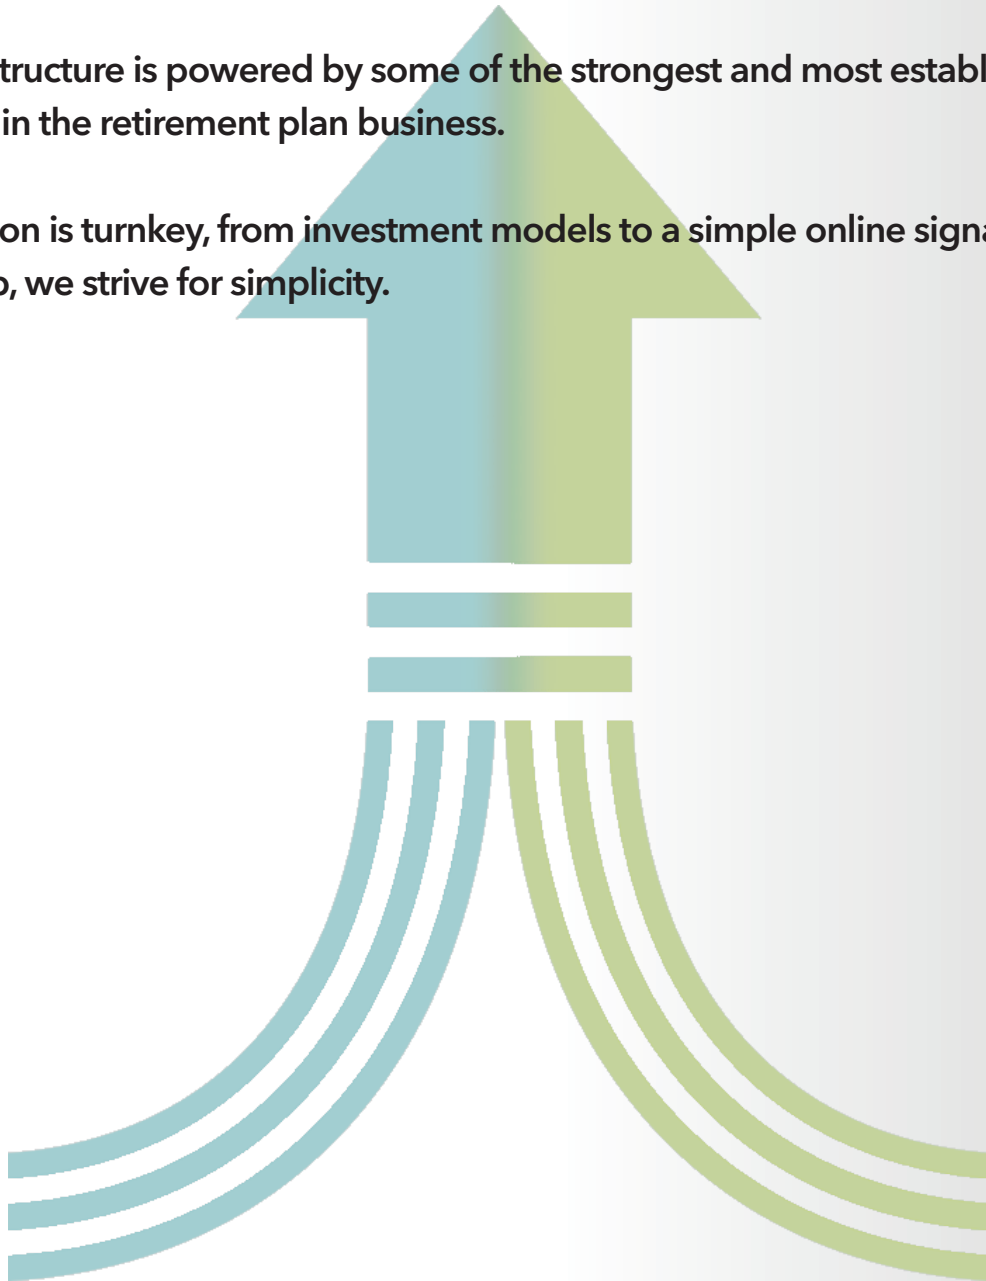 tructure is powered by some of the strongest and most establ
in the retirement plan business.
on is turnkey, from investment models to a simple online signa
, we strive for simplicity.